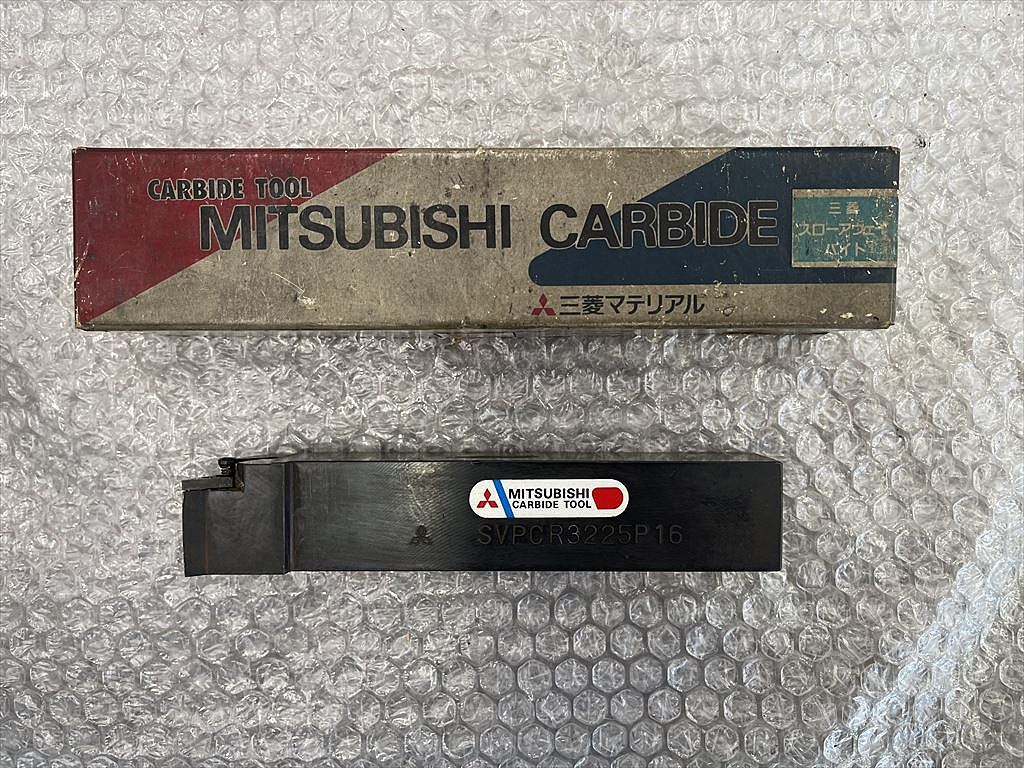 CARBIDE TOOL
MITSUBISHI CARBIDE
三菱
スローアウェイ
バイト
三菱マテリアル
MITSUBISHI
CARBIDE TOOL
SVPCR3225P16